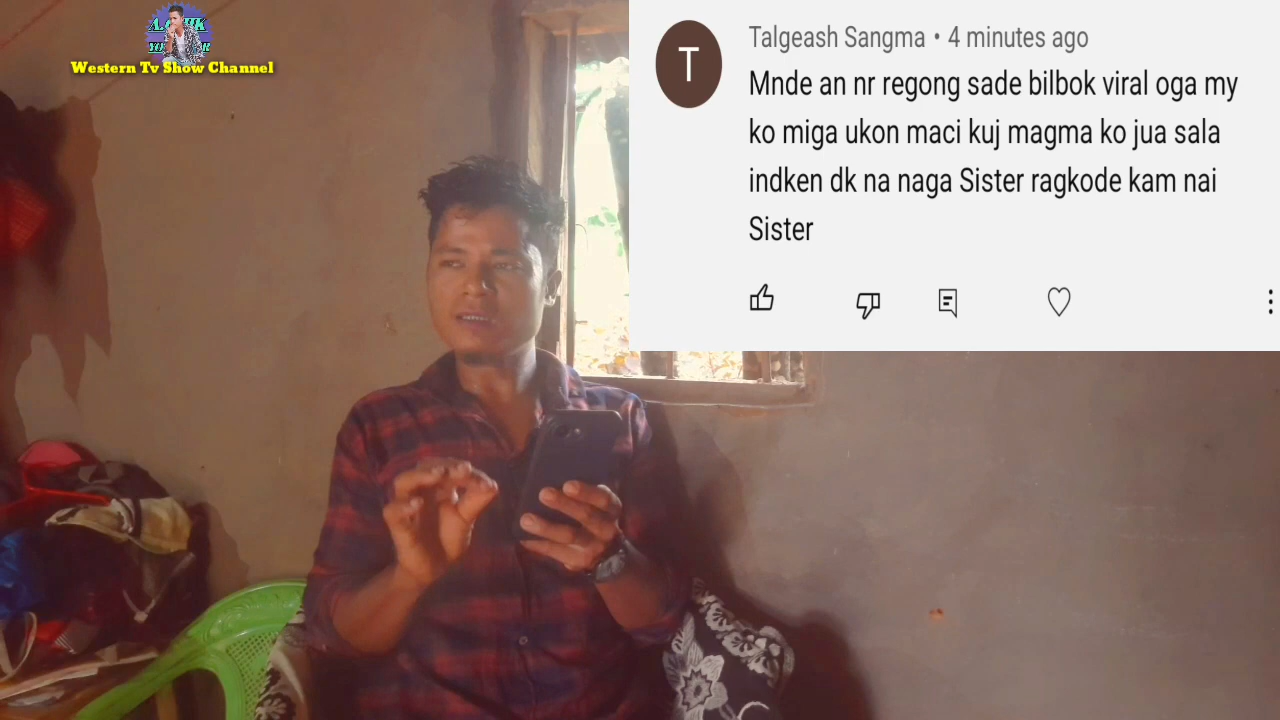 Western Tv Show Channel
T
Talgeash Sangma • 4 minutes ago
Mnde an nr regong sade bilbok viral oga my
ko miga ukon maci kuj magma ko jua sala
indken dk na naga Sister ragkode kam nai
Sister